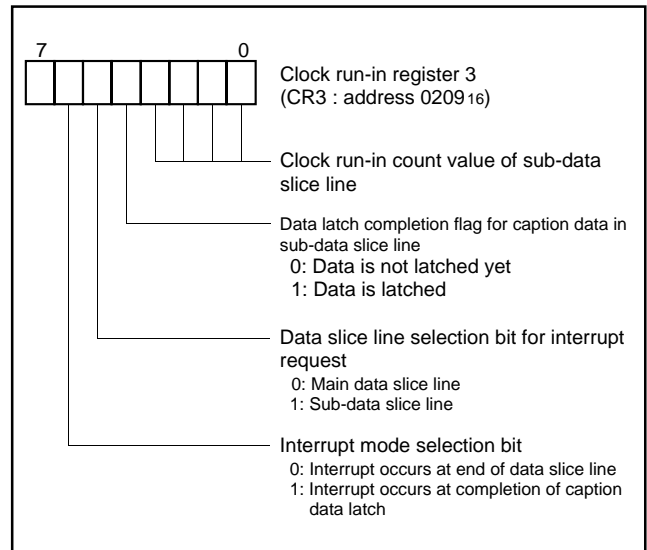 7 0
Clock run-in register 3
(CR3 : address 020916)
Clock run-in count value of sub-data
slice line
Data latch completion flag for caption data in
sub-data slice line
0: Data is not latched yet
1: Data is latched
Data slice line selection bit for interrupt
request
0: Main data slice line
1: Sub-data slice line
Interrupt mode selection bit
0: Interrupt occurs at end of data slice line
1: Interrupt occurs at completion of caption
data latch